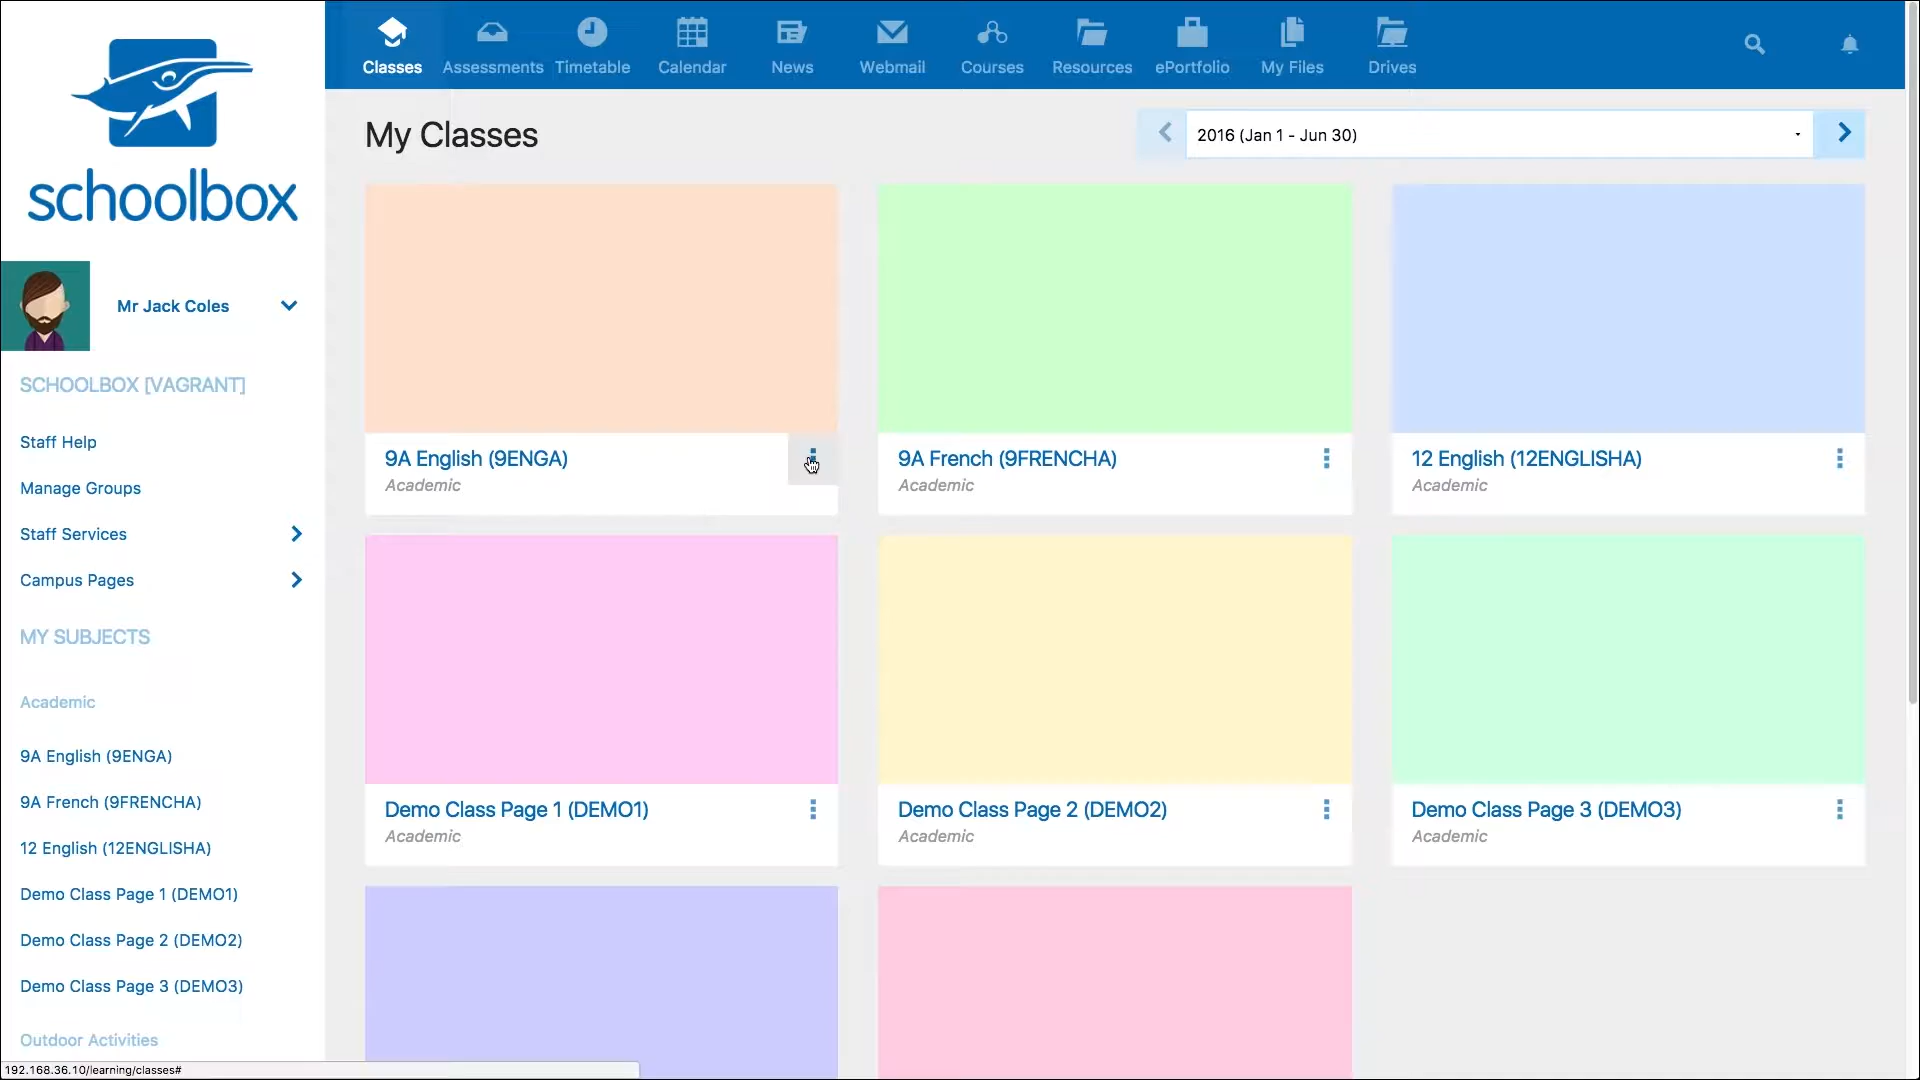 schoolbox
Mr Jack Coles
SCHOOLBOX [VAGRANT]
Staff Help
Manage Groups
Staff Services
Campus Pages
MY SUBJECTS
Academic
9A English (9ENGA)
9A French (9FRENCHA)
12 English (12ENGLISHA)
Demo Class Page 1 (DEMO1)
Demo Class Page 2 (DEMO2)
Demo Class Page 3 (DEMO3)
Outdoor Activities
192.168.36.10/learning/classes#
Classes Assessments Timetable Calendar News Webmail Courses Resources ePortfolio My Files Drives
My Classes
2016 (Jan 1 - Jun 30)
9A English (9ENGA)
Academic
9A French (9FRENCHA)
Academic
12 English (12ENGLISHA)
Academic
Demo Class Page 1 (DEMO1)
Academic
Demo Class Page 2 (DEMO2)
Academic
Demo Class Page 3 (DEMO3)
Academic